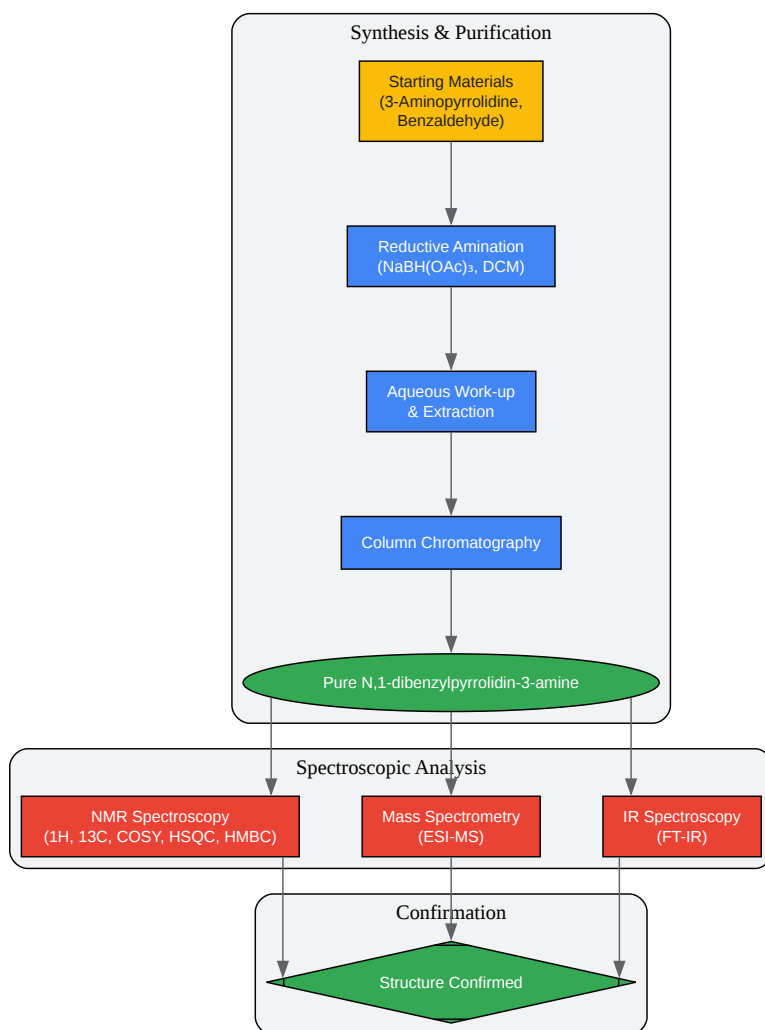 Synthesis & Purification
Starting Materials
(3-Aminopyrrolidine,
Benzaldehyde)
Reductive Amination
(NaBH(OAc)₃, DCM)
Aqueous Work-up
& Extraction
Column Chromatography
Pure N,1-dibenzylpyrrolidin-3-amine
Spectroscopic Analysis
NMR Spectroscopy
(1H, 13C, COSY, HSQC, HMBC)
Mass Spectrometry
(ESI-MS)
IR Spectroscopy
(FT-IR)
Confirmation
Structure Confirmed